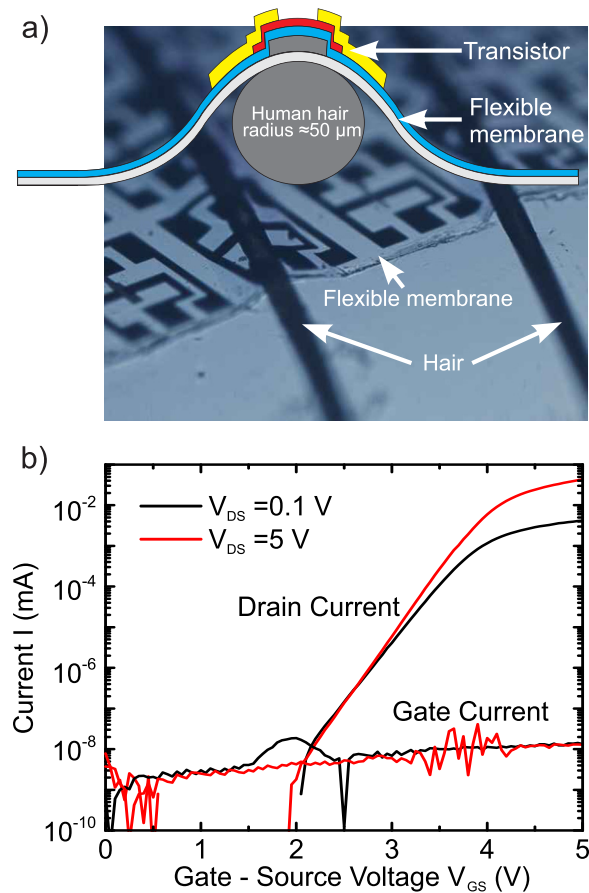 a)
Transistor
Human hair
radius ≈50 µm
Flexible
membrane
Flexible membrane
Hair
b)
V_DS =0.1 V
V_DS =5 V
Drain Current
Gate Current
Current I (mA)
10^-2
10^-4
10^-6
10^-8
10^-10
0 1 2 3 4 5
Gate - Source Voltage V_GS (V)